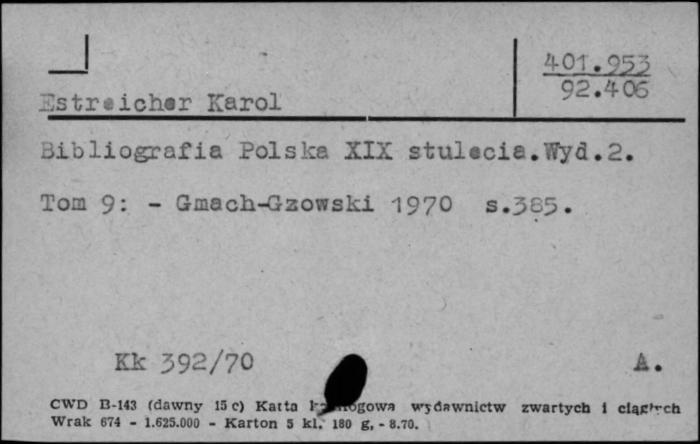 401.953
92.406
Estreicher Karol
Bibliografia Polska XIX stulecia. Wyd.2.
Tom 9: - Gmach-Gzowski 1970 s.385.
Kk 392/70 A.
CWD B-143 (dawny 15 c) Karta wydawnictw zwartych i ciągłych
Wrak 674 - 1.625.000 - Karton 5 kl. 180 g, - 8.70.